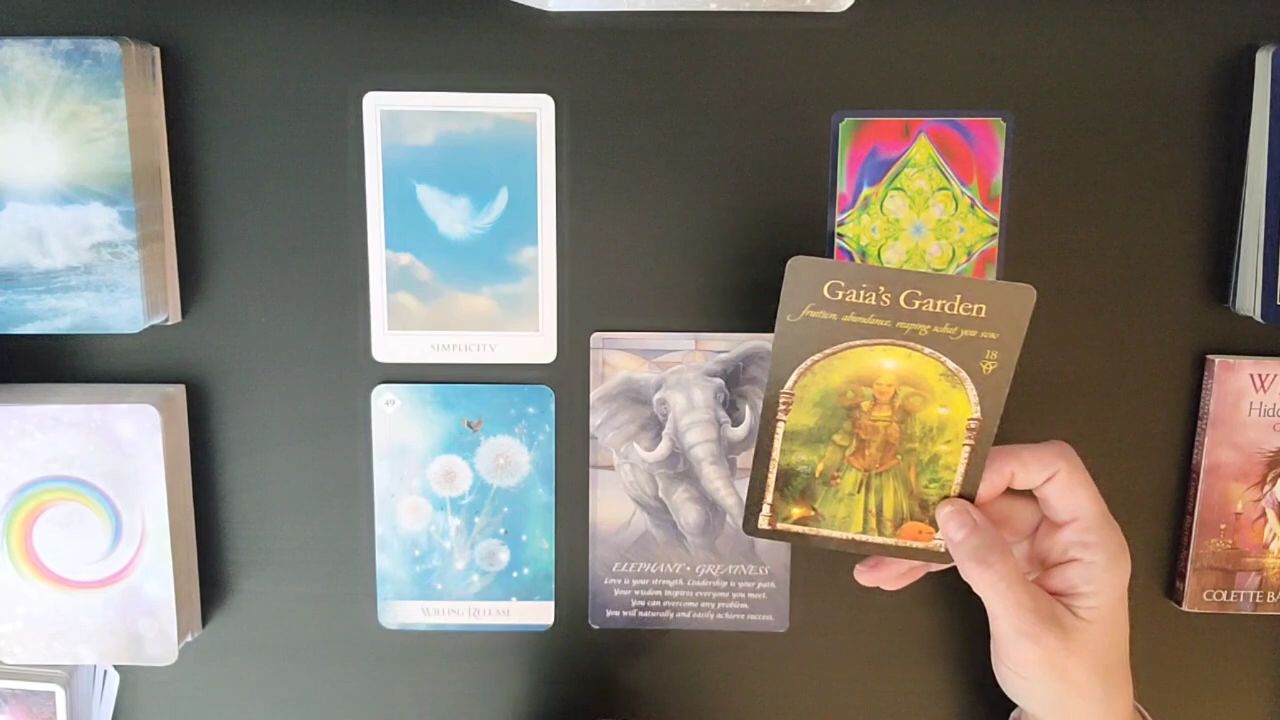 SIMPLICITY
49
WILLING RELEASE
ELEPHANT • GREATNESS
Love is your strength. Leadership is your path.
Your wisdom inspires everyone you meet.
You can overcome any problem.
You will naturally and easily achieve success.
Gaia's Garden
fruition, abundance, reaping what you sow
18
W
Hid
COLETTE BA